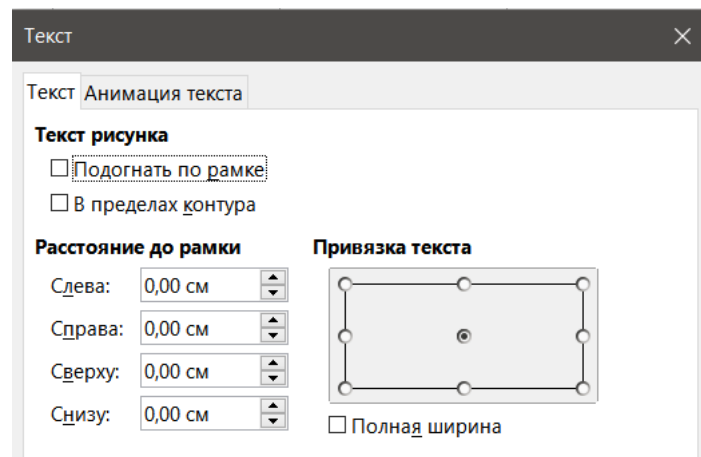 Текст
Текст Анимация текста
Текст рисунка
Подогнать по рамке
В пределах контура
Расстояние до рамки Привязка текста
Слева: 0,00 см
Справа: 0,00 см
Сверху: 0,00 см
Снизу: 0,00 см
Полная ширина